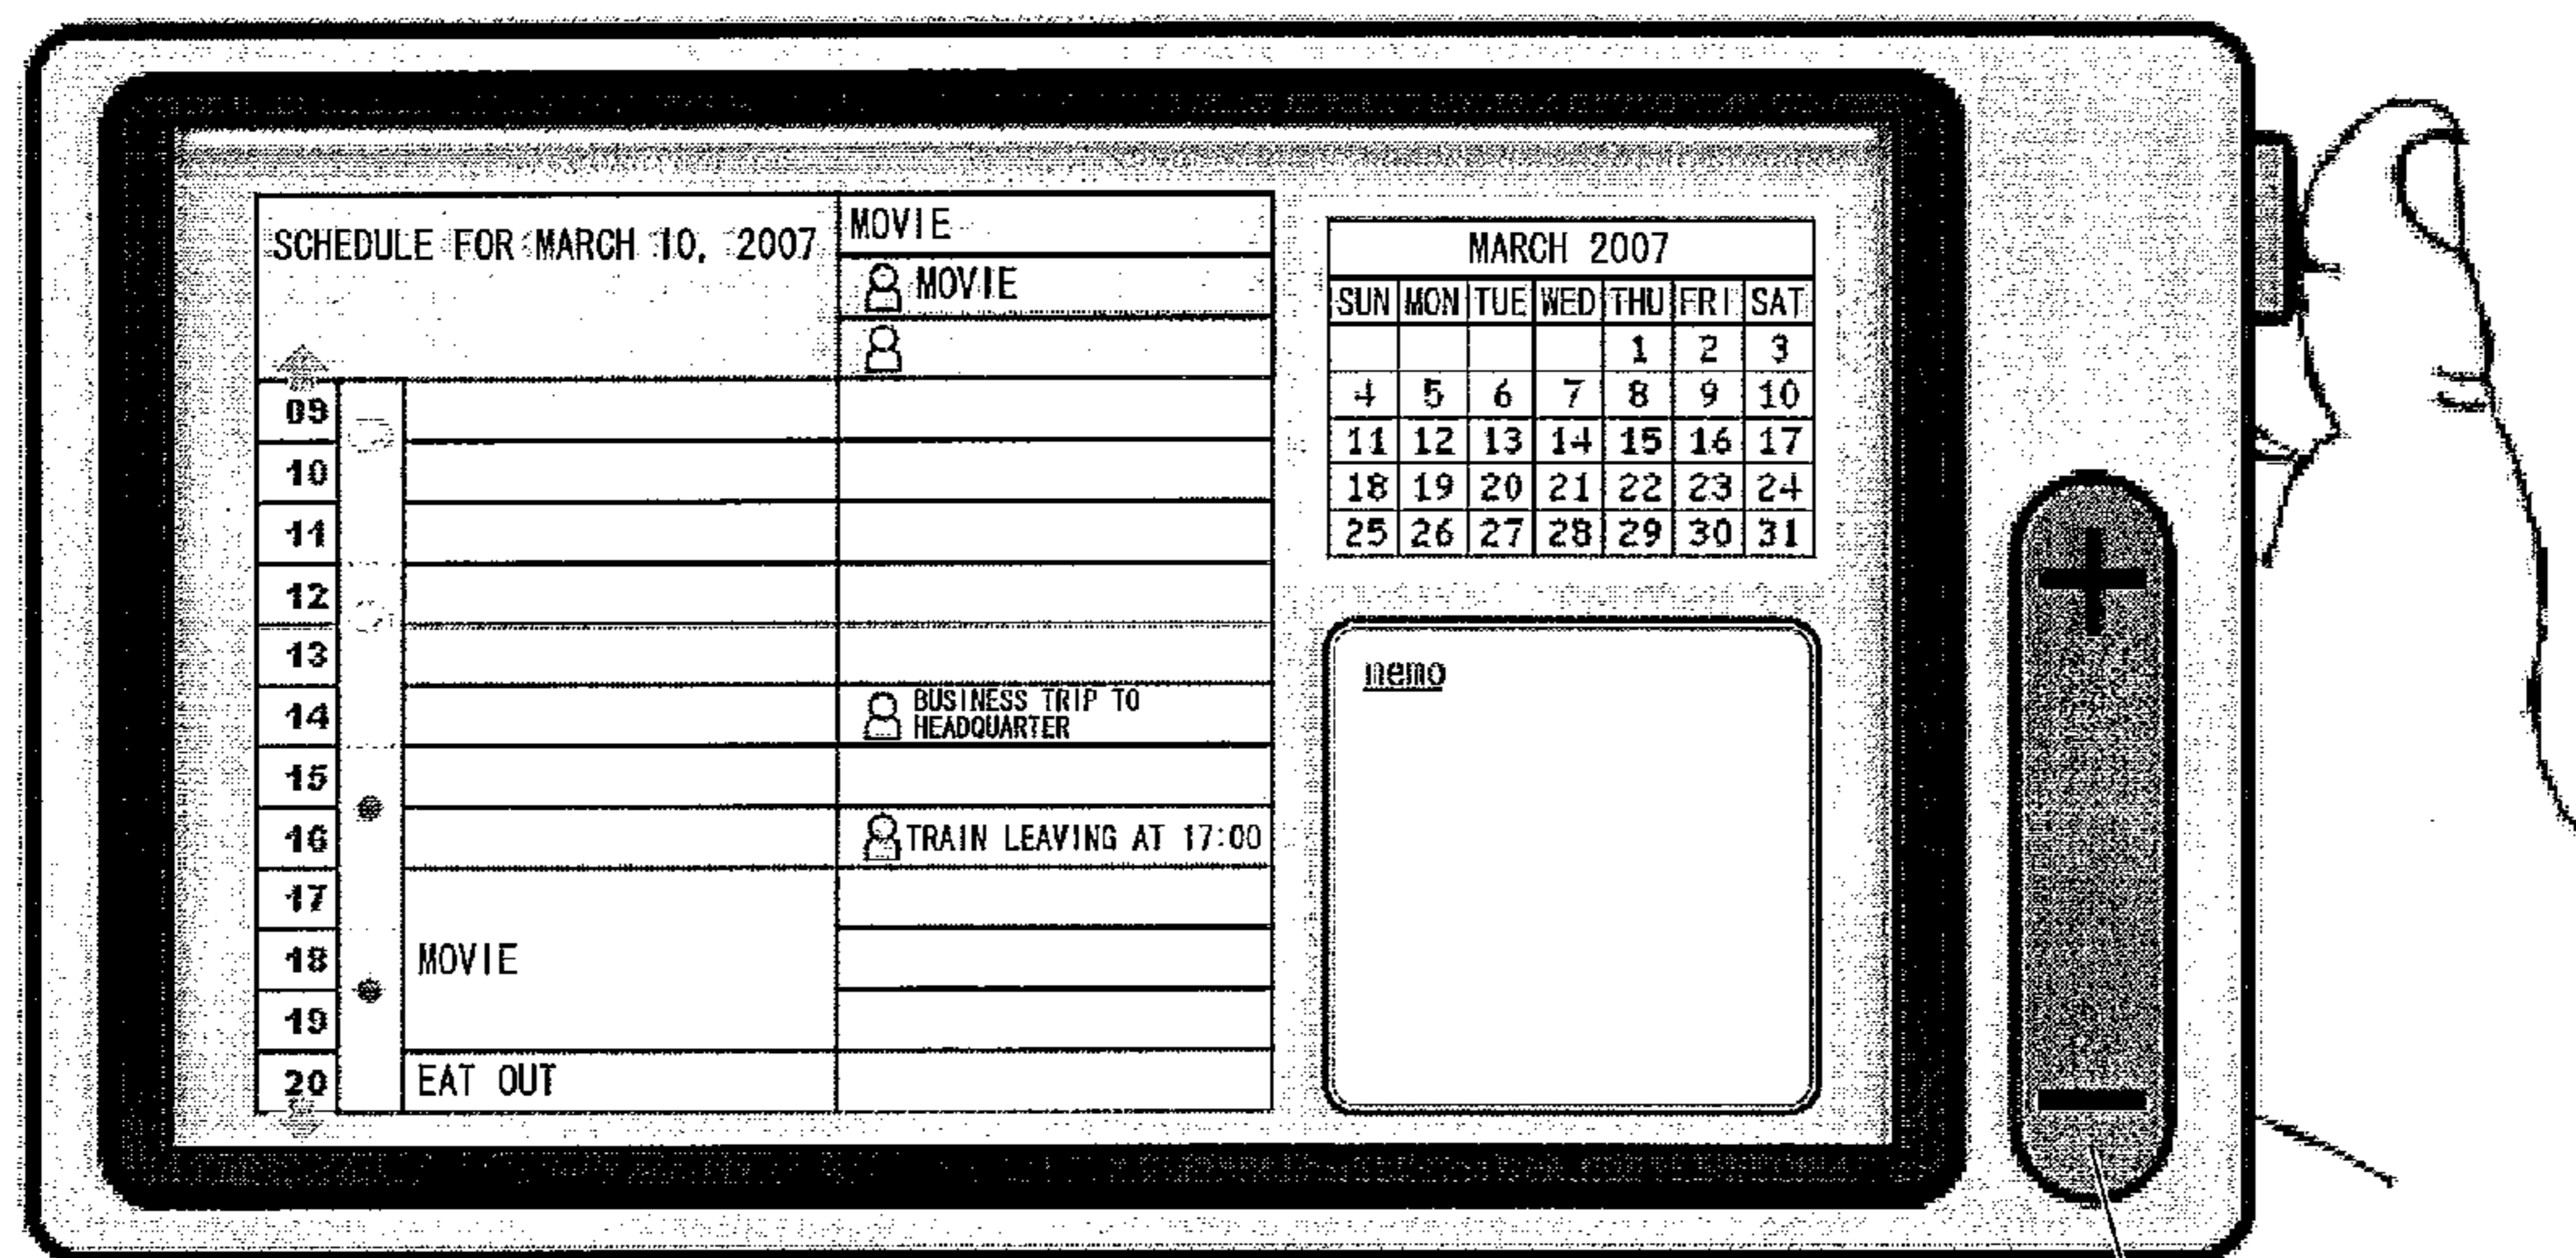 SCHEDULE FOR MARCH 10, 2007
MOVIE
MOVIE
09
10
11
12
13
14 BUSINESS TRIP TO
HEADQUARTER
15
16 TRAIN LEAVING AT 17:00
17
18 MOVIE
19
20 EAT OUT
MARCH 2007
SUN MON TUE WED THU FRI SAT
1 2 3
4 5 6 7 8 9 10
11 12 13 14 15 16 17
18 19 20 21 22 23 24
25 26 27 28 29 30 31
memo
+
−